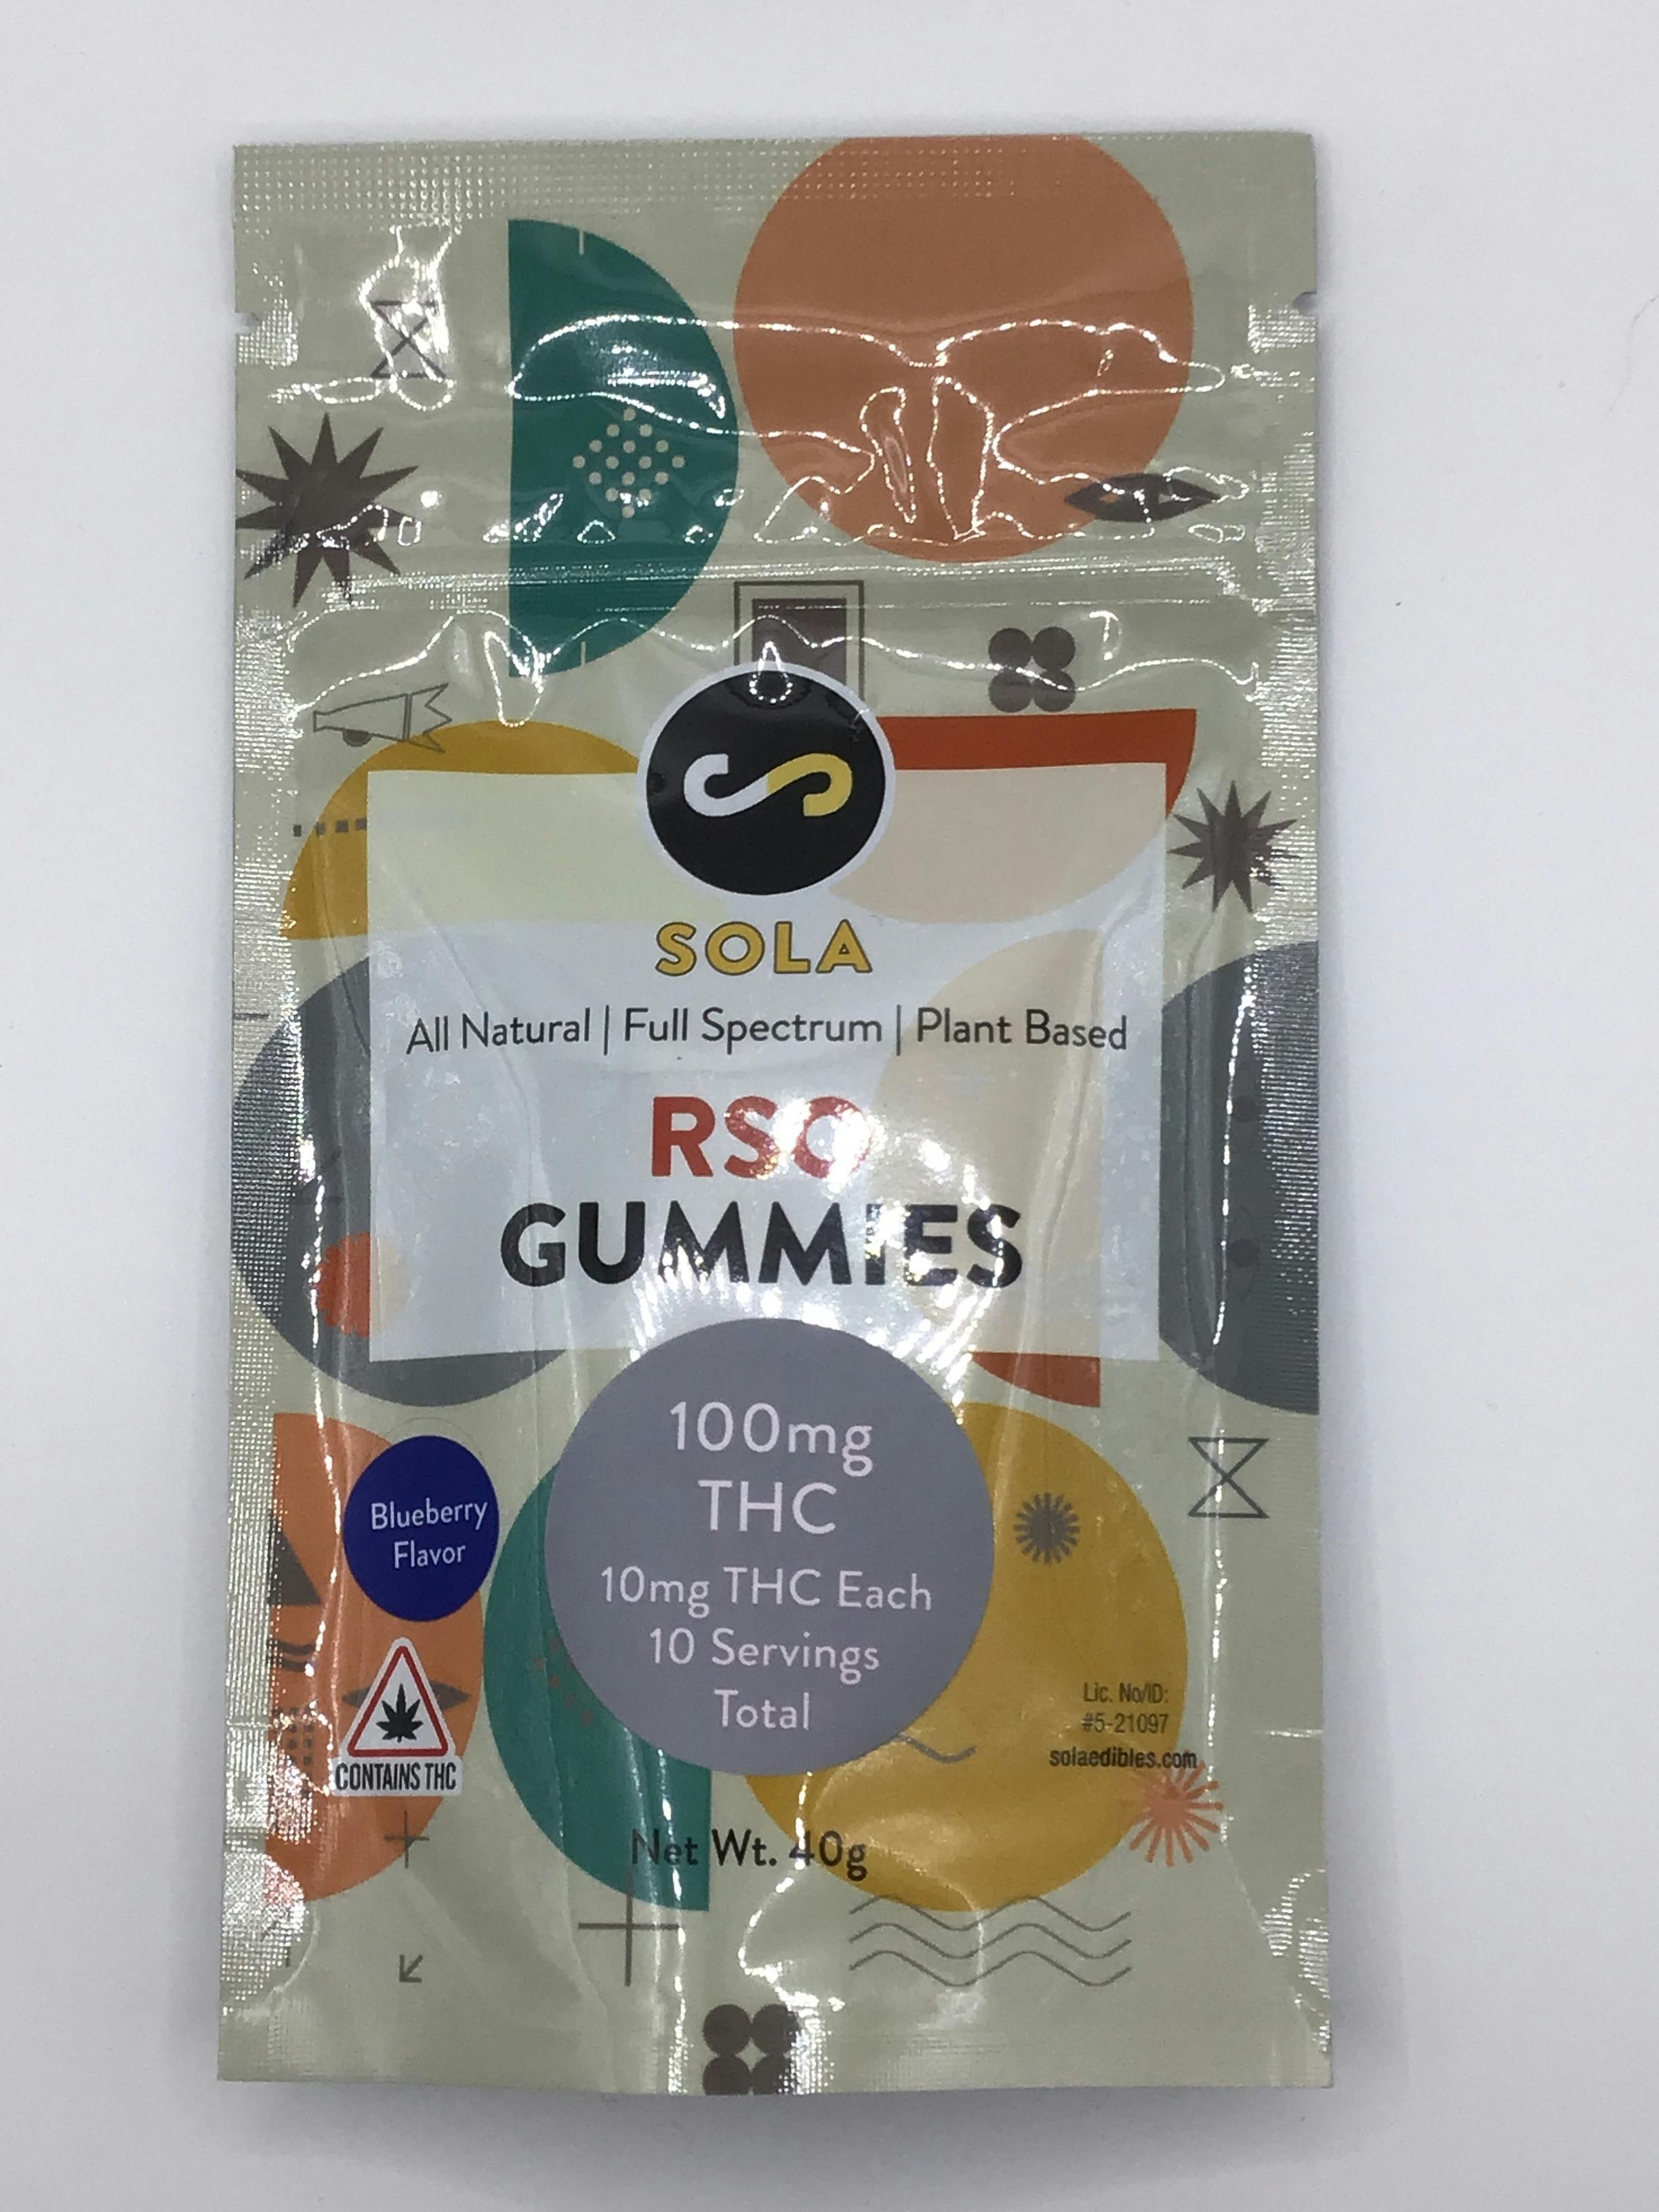 SOLA
All Natural | Full Spectrum | Plant Based
RSO
GUMMIES
100mg
THC
10mg THC Each
10 Servings
Total
Blueberry
Flavor
CONTAINS THC
Lic. No/ID:
#5-21097
solaedibles.com
Net Wt. 40g